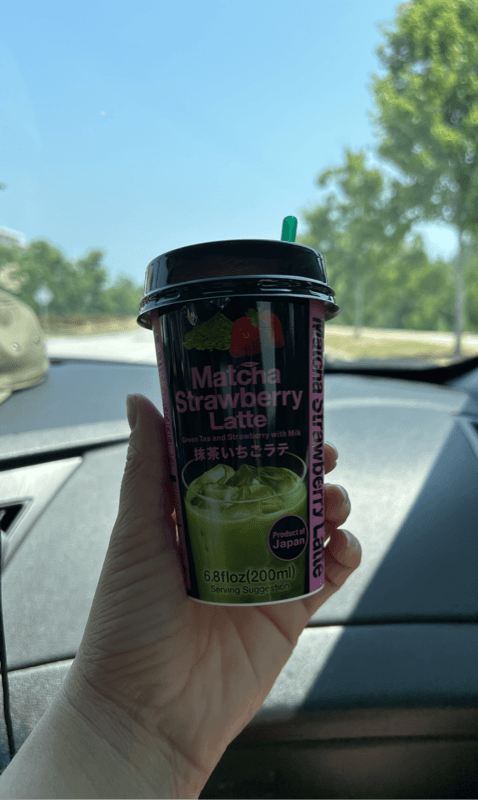 Matcha
Strawberry
Latte
Green Tea and Strawberry with Milk
抹茶いちごラテ
Product of
Japan
6.8floz(200ml)
Serving Suggestion
Matcha Strawberry Latte